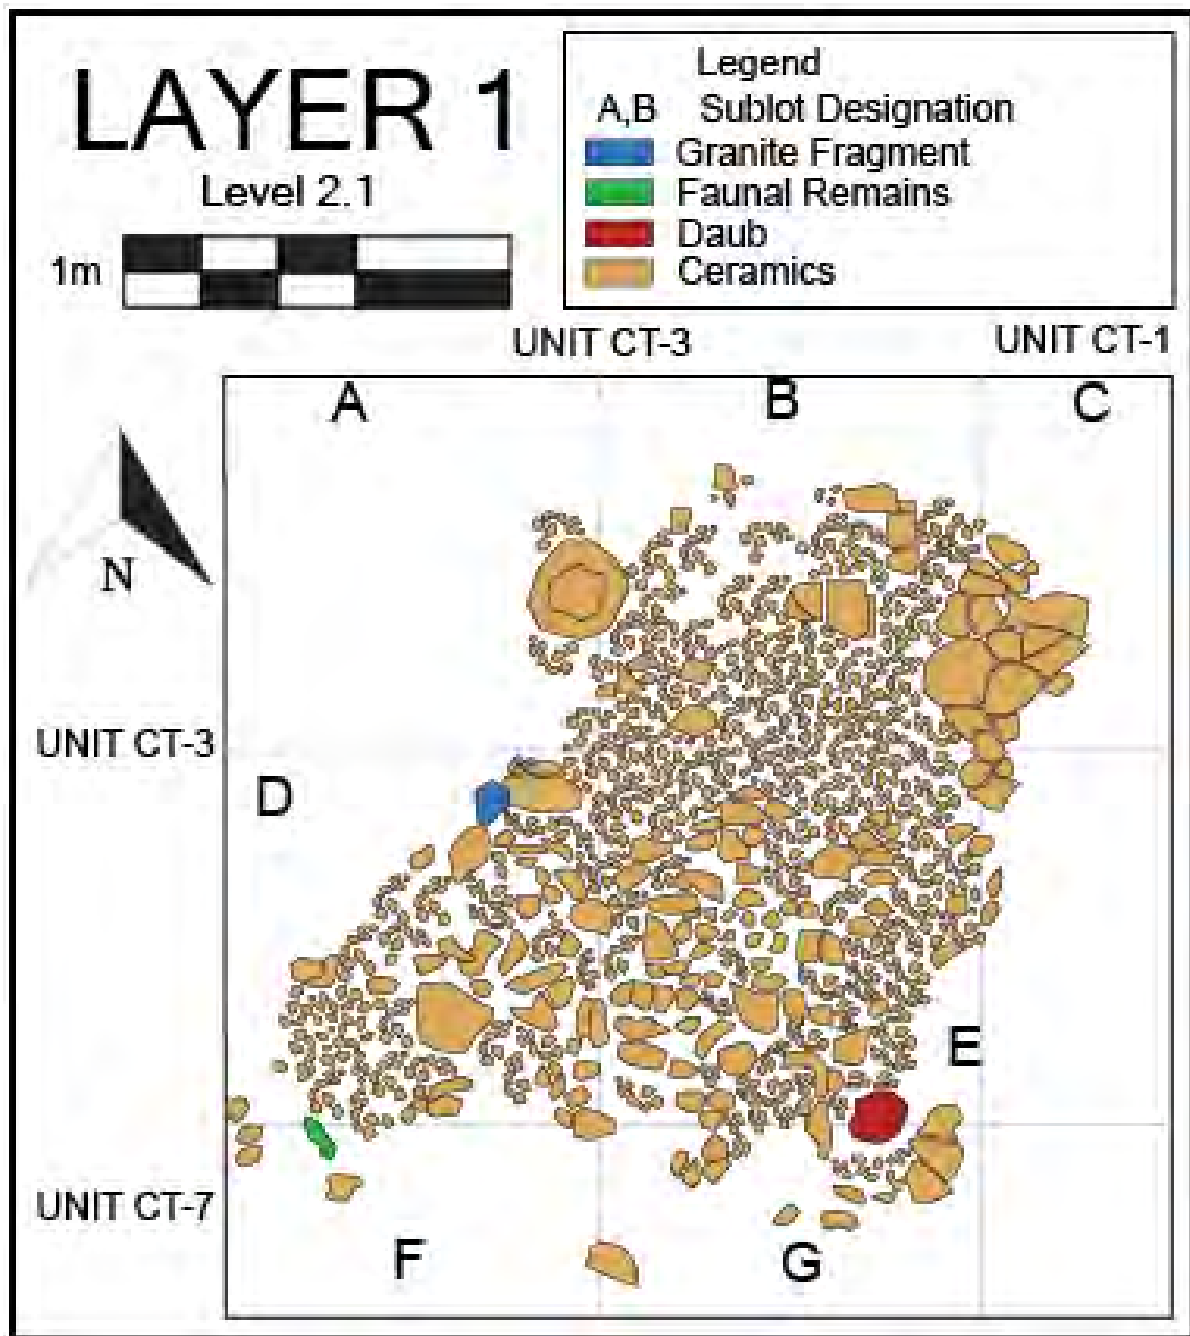 LAYER 1
Level 2.1
1m
Legend
A,B Sublot Designation
Granite Fragment
Faunal Remains
Daub
Ceramics
UNIT CT-3
UNIT CT-1
A
B
C
N
UNIT CT-3
D
E
UNIT CT-7
F
G